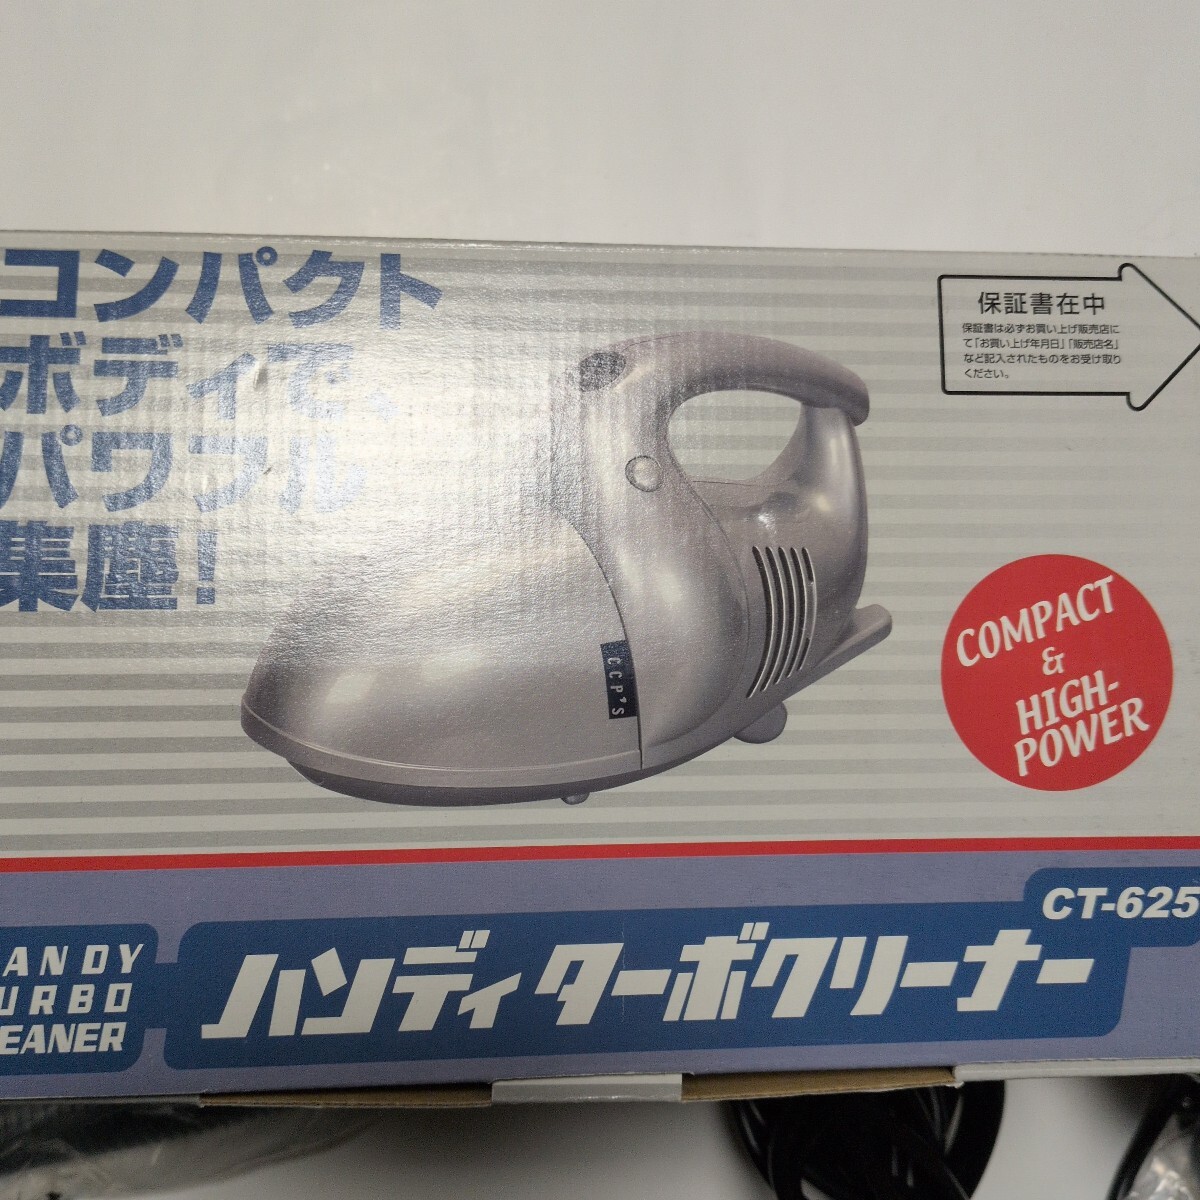 コンパクト
ボディで、
パワフル
集塵!
保証書在中
保証書は必ずお買い上げ販売店に
て「お買い上げ年月日」「販売店名」
など記入されたものをお受け取り
ください。
CCP's
COMPACT
&
HIGH-
POWER
CT-625
ANDY
URBO
EANER
ハンディターボクリーナー